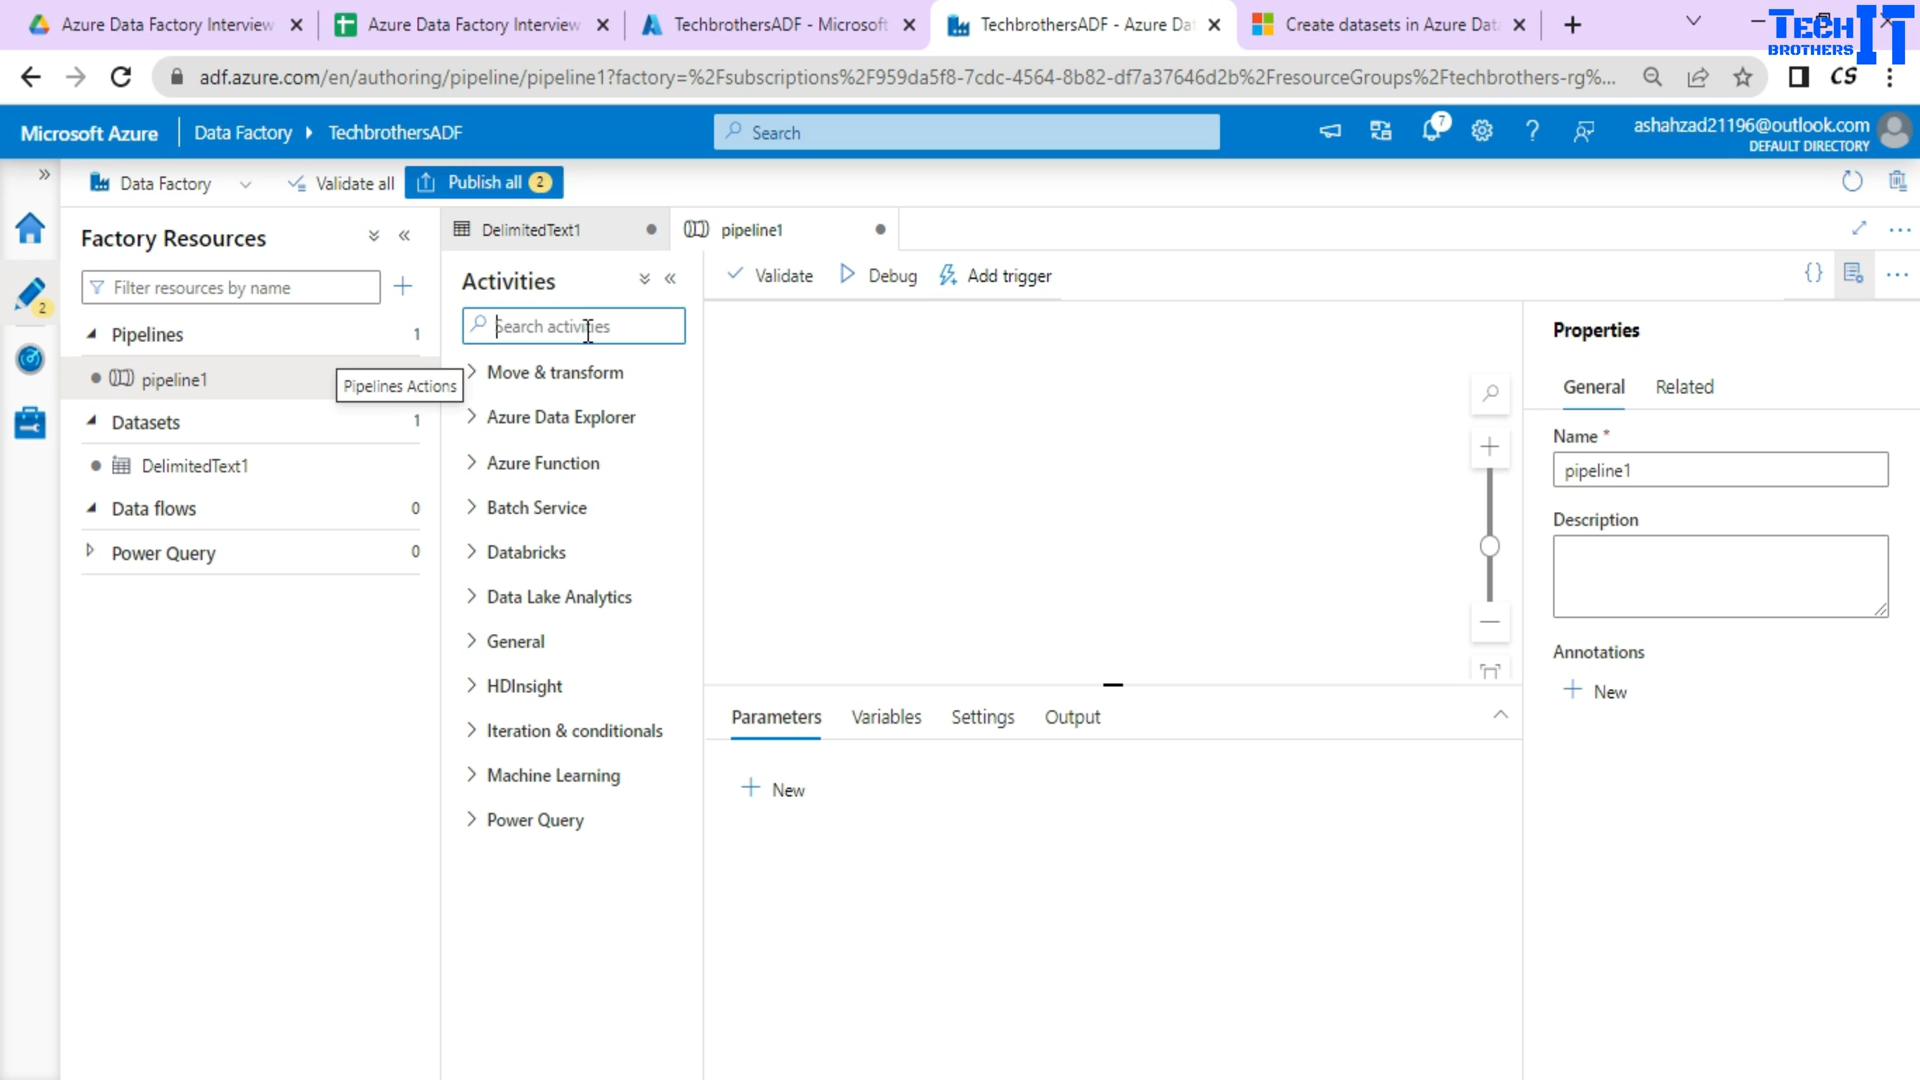 Azure Data Factory Interview
Azure Data Factory Interview
TechbrothersADF - Microsoft
TechbrothersADF - Azure Dat
Create datasets in Azure Data
TECH IT
BROTHERS
adf.azure.com/en/authoring/pipeline/pipeline1?factory=%2Fsubscriptions%2F959da5f8-7cdc-4564-8b82-df7a37646d2b%2FresourceGroups%2Ftechbrothers-rg%...
CS
Microsoft Azure
Data Factory
TechbrothersADF
Search
7
ashahzad21196@outlook.com
DEFAULT DIRECTORY
Data Factory
Validate all
Publish all 2
2
Factory Resources
Filter resources by name
Pipelines 1
pipeline1
Pipelines Actions
Datasets 1
DelimitedText1
Data flows 0
Power Query 0
DelimitedText1
pipeline1
Activities
Search activities
Move & transform
Azure Data Explorer
Azure Function
Batch Service
Databricks
Data Lake Analytics
General
HDInsight
Iteration & conditionals
Machine Learning
Power Query
Validate
Debug
Add trigger
Parameters
Variables
Settings
Output
New
Properties
General
Related
Name *
pipeline1
Description
Annotations
New